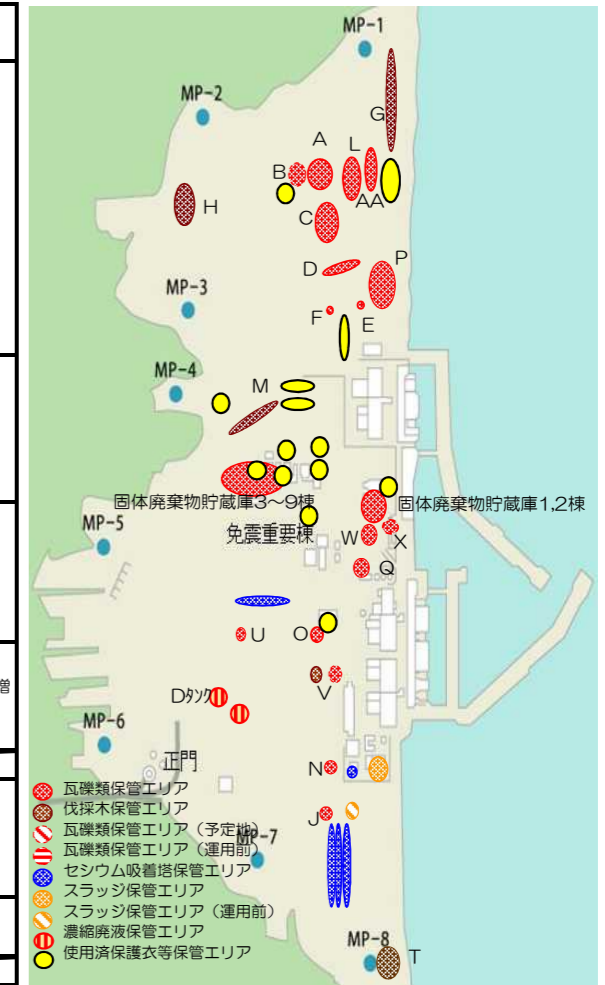 MP-1
MP-2
G
A
L
B
AA
H
C
D
P
MP-3
F
E
MP-4
M
固体廃棄物貯蔵庫3～9棟
固体廃棄物貯蔵庫1,2棟
MP-5
免震重要棟
W
X
Q
U
O
増
V
Dタンク
MP-6
正門
N
瓦礫類保管エリア
伐採木保管エリア
J
瓦礫類保管エリア（予定地）
瓦礫類保管エリア（運用前）
MP-7
セシウム吸着塔保管エリア
スラッジ保管エリア
スラッジ保管エリア（運用前）
濃縮廃液保管エリア
使用済保護衣等保管エリア
MP-8
T